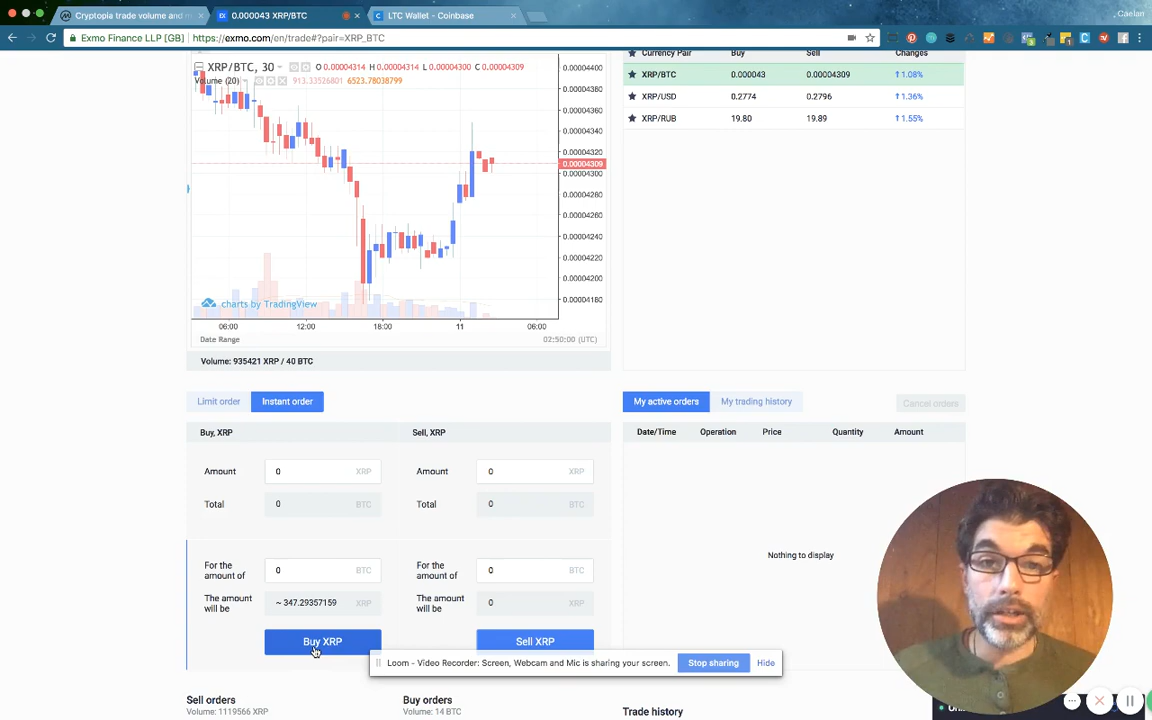 Cryptopia trade volume and m
0.000043 XRP/BTC
LTC Wallet - Coinbase
Caelan
Exmo Finance LLP [GB]
https://exmo.com/en/trade#?pair=XRP_BTC
XRP/BTC, 30
O 0.00004314 H 0.00004314 L 0.00004300 C 0.00004309
Volume (20)
913.33526801 6523.78038799
0.00004400
0.00004380
0.00004360
0.00004340
0.00004320
0.00004309
0.00004300
0.00004280
0.00004260
0.00004240
0.00004220
0.00004200
0.00004180
charts by TradingView
06:00 12:00 18:00 11 06:00
Date Range
02:50:00 (UTC)
Volume: 935421 XRP / 40 BTC
Currency Pair Buy Sell Changes
XRP/BTC 0.000043 0.00004309 ↑1.08%
XRP/USD 0.2774 0.2796 ↑1.36%
XRP/RUB 19.80 19.89 ↑1.55%
Limit order
Instant order
Buy, XRP
Sell, XRP
Amount 0 XRP
Amount 0 XRP
Total 0 BTC
Total 0 BTC
For the amount of 0 BTC
For the amount of 0 BTC
The amount will be ~ 347.29357159 XRP
The amount will be 0 XRP
Buy XRP
Sell XRP
My active orders
My trading history
Cancel orders
Date/Time Operation Price Quantity Amount
Nothing to display
Loom - Video Recorder: Screen, Webcam and Mic is sharing your screen.
Stop sharing
Hide
Sell orders
Volume: 1119566 XRP
Buy orders
Volume: 14 BTC
Trade history